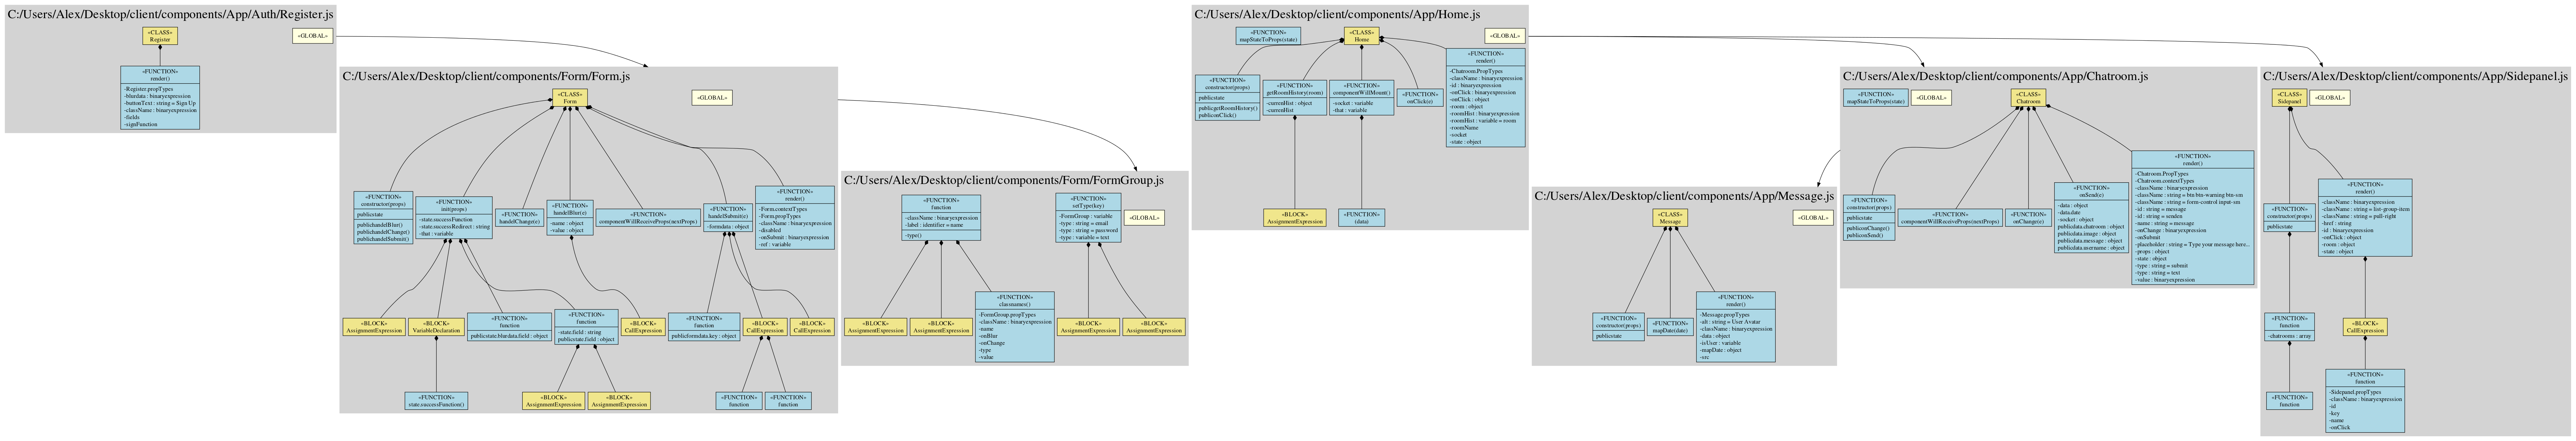 C:/Users/Alex/Desktop/client/components/App/Auth/Register.js
«CLASS»
Register
«GLOBAL»
«FUNCTION»
render()
-Register.propTypes
-blurdata : binaryexpression
-buttonText : string = Sign Up
-className : binaryexpression
-fields
-signFunction
C:/Users/Alex/Desktop/client/components/Form/Form.js
«CLASS»
Form
«GLOBAL»
«FUNCTION»
constructor(props)
publicstate
publichandelBlur()
publichandelChange()
publichandelSubmit()
«FUNCTION»
init(props)
-state.successFunction
-state.successRedirect : string
-that : variable
«FUNCTION»
handelChange(e)
«FUNCTION»
handelBlur(e)
-name : object
-value : object
«FUNCTION»
componentWillReceiveProps(nextProps)
«FUNCTION»
handelSubmit(e)
-formdata : object
«FUNCTION»
render()
-Form.contextTypes
-Form.propTypes
-className : binaryexpression
-disabled
-onSubmit : binaryexpression
-ref : variable
«BLOCK»
AssignmentExpression
«BLOCK»
VariableDeclaration
«FUNCTION»
function
publicstate.blurdata.field : object
«FUNCTION»
function
-state.field : string
publicstate.field : object
«BLOCK»
CallExpression
«FUNCTION»
function
publicformdata.key : object
«BLOCK»
CallExpression
«BLOCK»
CallExpression
«FUNCTION»
state.successFunction()
«BLOCK»
AssignmentExpression
«BLOCK»
AssignmentExpression
«FUNCTION»
function
«FUNCTION»
function
C:/Users/Alex/Desktop/client/components/Form/FormGroup.js
«FUNCTION»
function
-className : binaryexpression
-label : identifier = name
-type()
«FUNCTION»
setType(key)
-FormGroup : variable
-type : string = email
-type : string = password
-type : variable = text
«GLOBAL»
«BLOCK»
AssignmentExpression
«BLOCK»
AssignmentExpression
«FUNCTION»
classnames()
-FormGroup.propTypes
-className : binaryexpression
-name
-onBlur
-onChange
-type
-value
«BLOCK»
AssignmentExpression
«BLOCK»
AssignmentExpression
C:/Users/Alex/Desktop/client/components/App/Home.js
«FUNCTION»
mapStateToProps(state)
«CLASS»
Home
«GLOBAL»
«FUNCTION»
constructor(props)
publicstate
publicgetRoomHistory()
publiconClick()
«FUNCTION»
getRoomHistory(room)
-currenHist : object
-currenHist
«FUNCTION»
componentWillMount()
-socket : variable
-that : variable
«FUNCTION»
onClick(e)
«FUNCTION»
render()
-Chatroom.PropTypes
-className : binaryexpression
-id : binaryexpression
-onClick : binaryexpression
-onClick : object
-room : object
-roomHist : binaryexpression
-roomHist : variable = room
-roomName
-socket
-state : object
«BLOCK»
AssignmentExpression
«FUNCTION»
(data)
C:/Users/Alex/Desktop/client/components/App/Message.js
«CLASS»
Message
«GLOBAL»
«FUNCTION»
constructor(props)
publicstate
«FUNCTION»
mapDate(date)
«FUNCTION»
render()
-Message.propTypes
-alt : string = User Avatar
-className : binaryexpression
-data : object
-isUser : variable
-mapDate : object
-src
C:/Users/Alex/Desktop/client/components/App/Chatroom.js
«FUNCTION»
mapStateToProps(state)
«GLOBAL»
«CLASS»
Chatroom
«FUNCTION»
constructor(props)
publicstate
publiconChange()
publiconSend()
«FUNCTION»
componentWillReceiveProps(nextProps)
«FUNCTION»
onChange(e)
«FUNCTION»
onSend(e)
-data : object
-data.date
-socket : object
publicdata.chatroom : object
publicdata.image : object
publicdata.message : object
publicdata.username : object
«FUNCTION»
render()
-Chatroom.PropTypes
-Chatroom.contextTypes
-className : binaryexpression
-className : string = btn btn-warning btn-sm
-className : string = form-control input-sm
-id : string = message
-id : string = senden
-name : string = message
-onChange : binaryexpression
-onSubmit
-placeholder : string = Type your message here...
-props : object
-state : object
-type : string = submit
-type : string = text
-value : binaryexpression
C:/Users/Alex/Desktop/client/components/App/Sidepanel.js
«CLASS»
Sidepanel
«GLOBAL»
«FUNCTION»
constructor(props)
publicstate
«FUNCTION»
render()
-className : binaryexpression
-className : string = list-group-item
-className : string = pull-right
-href : string
-id : binaryexpression
-onClick : object
-room : object
-state : object
«FUNCTION»
function
-chatrooms : array
«BLOCK»
CallExpression
«FUNCTION»
function
«FUNCTION»
function
-Sidepanel.propTypes
-className : binaryexpression
-id
-key
-name
-onClick